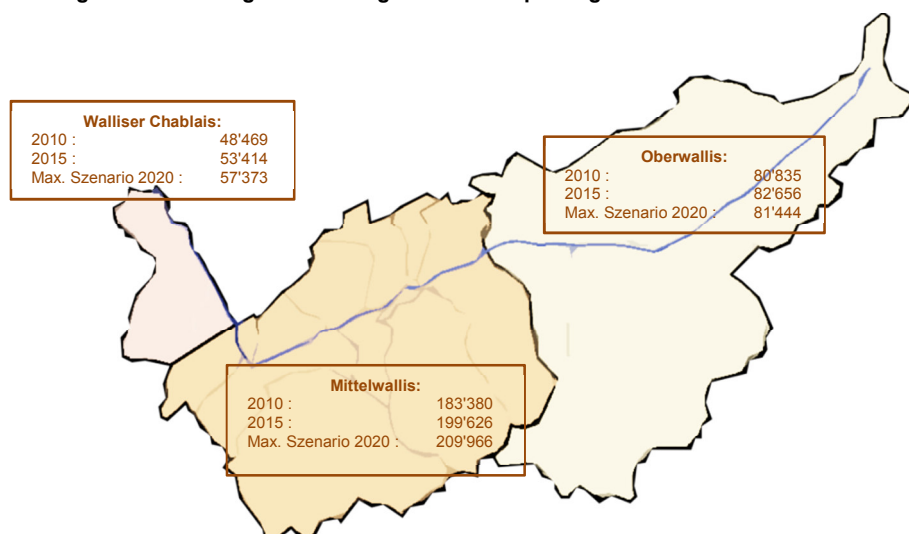 Walliser Chablais:
2010 : 48'469
2015 : 53'414
Max. Szenario 2020 : 57'373
Oberwallis:
2010 : 80'835
2015 : 82'656
Max. Szenario 2020 : 81'444
Mittelwallis:
2010 : 183'380
2015 : 199'626
Max. Szenario 2020 : 209'966